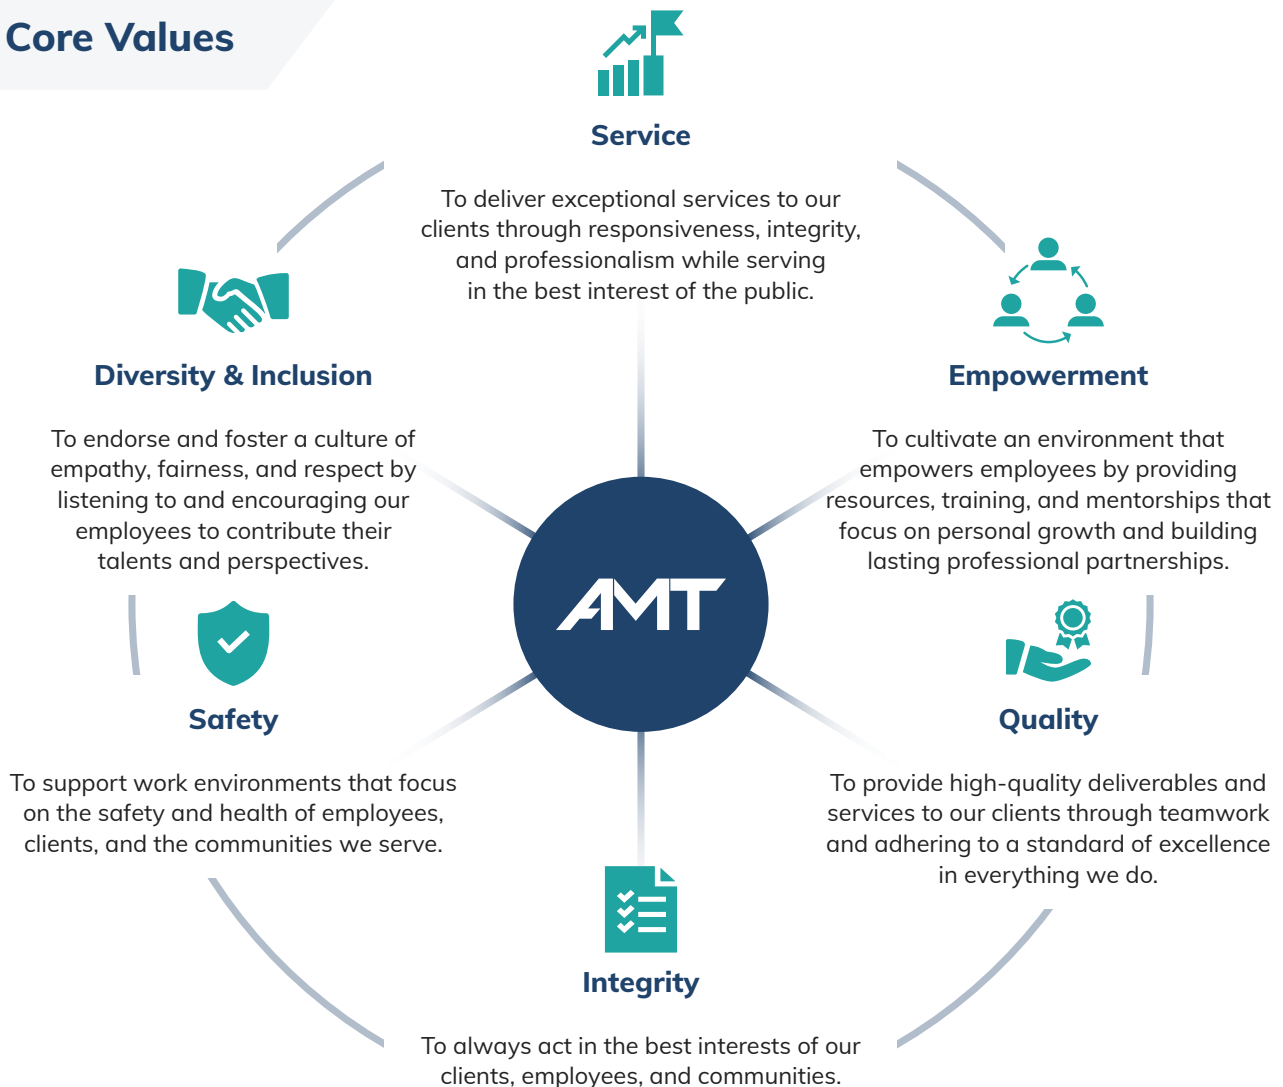 Core Values
Service
To deliver exceptional services to our
clients through responsiveness, integrity,
and professionalism while serving
in the best interest of the public.
Diversity & Inclusion
To endorse and foster a culture of
empathy, fairness, and respect by
listening to and encouraging our
employees to contribute their
talents and perspectives.
Empowerment
To cultivate an environment that
empowers employees by providing
resources, training, and mentorships that
focus on personal growth and building
lasting professional partnerships.
AMT
Safety
To support work environments that focus
on the safety and health of employees,
clients, and the communities we serve.
Quality
To provide high-quality deliverables and
services to our clients through teamwork
and adhering to a standard of excellence
in everything we do.
Integrity
To always act in the best interests of our
clients, employees, and communities.